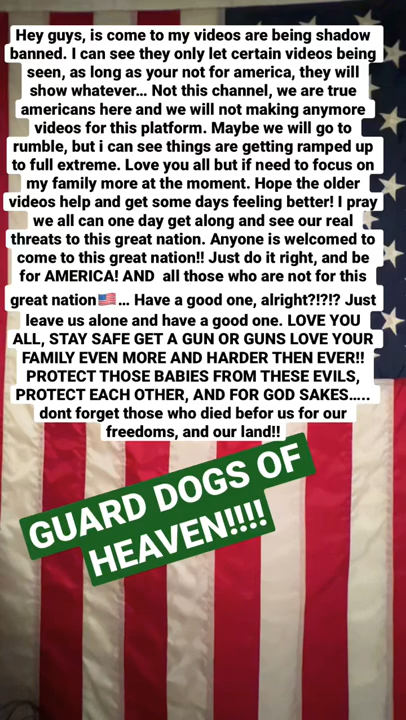 Hey guys, is come to my videos are being shadow
banned. I can see they only let certain videos being
seen, as long as your not for america, they will
show whatever... Not this channel, we are true
americans here and we will not making anymore
videos for this platform. Maybe we will go to
rumble, but i can see things are getting ramped up
to full extreme. Love you all but if need to focus on
my family more at the moment. Hope the older
videos help and get some days feeling better! I pray
we all can one day get along and see our real
threats to this great nation. Anyone is welcomed to
come to this great nation!! Just do it right, and be
for AMERICA! AND all those who are not for this
great nation🇺🇸... Have a good one, alright?!?!? Just
leave us alone and have a good one. LOVE YOU
ALL, STAY SAFE GET A GUN OR GUNS LOVE YOUR
FAMILY EVEN MORE AND HARDER THEN EVER!!
PROTECT THOSE BABIES FROM THESE EVILS,
PROTECT EACH OTHER, AND FOR GOD SAKES.....
dont forget those who died befor us for our
freedoms, and our land!!
GUARD DOGS OF
HEAVEN!!!!